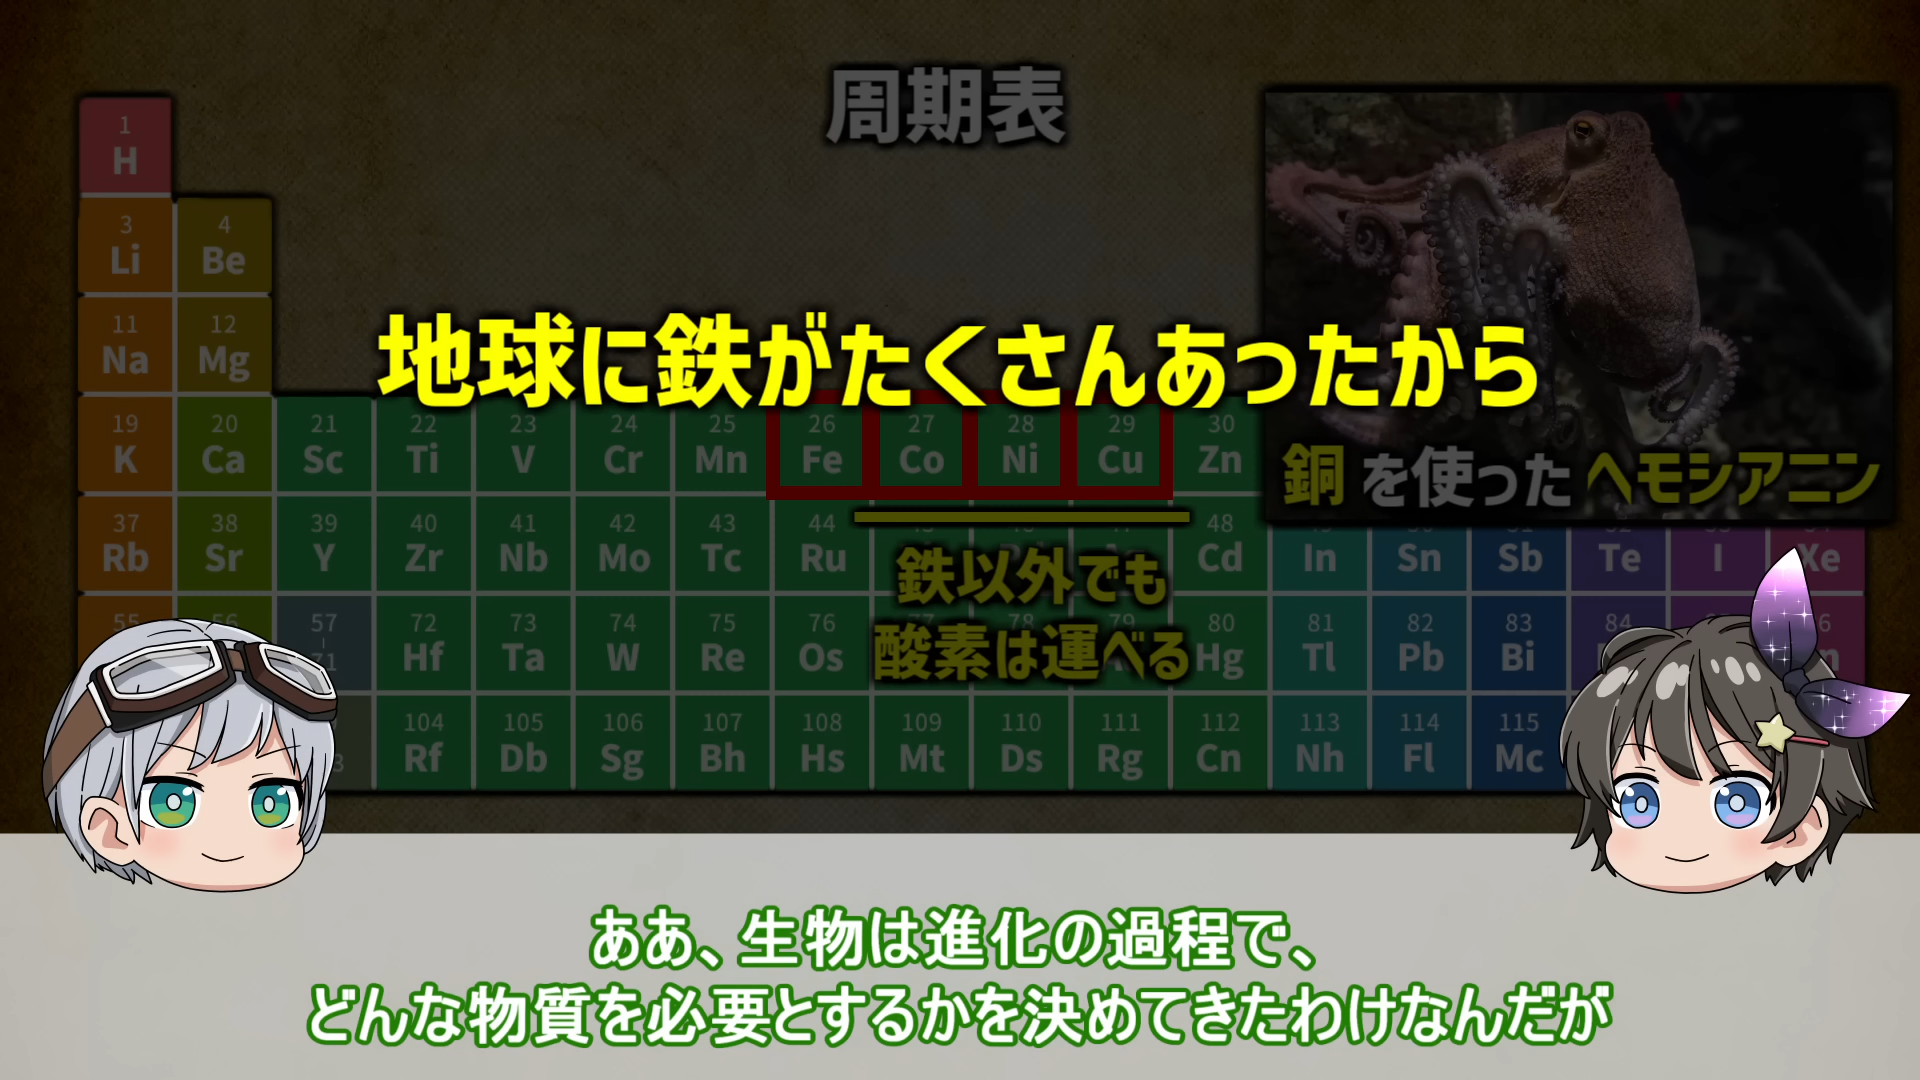 周期表
1
H
3 4
Li Be
11 12
Na Mg
地球に鉄がたくさんあったから
19 20 21 22 23 24 25 26 27 28 29 30
K Ca Sc Ti V Cr Mn Fe Co Ni Cu Zn
銅を使ったヘモシアニン
37 38 39 40 41 42 43 44 48
Rb Sr Y Zr Nb Mo Tc Ru Cd In Sn Sb Te I Xe
鉄以外でも
酸素は運べる
55 56 57 72 73 74 75 76 78 79 80 81 82 83 84
Hf Ta W Re Os Hg Tl Pb Bi
104 105 106 107 108 109 110 111 112 113 114 115
Rf Db Sg Bh Hs Mt Ds Rg Cn Nh Fl Mc
ああ、生物は進化の過程で、
どんな物質を必要とするかを決めてきたわけなんだが